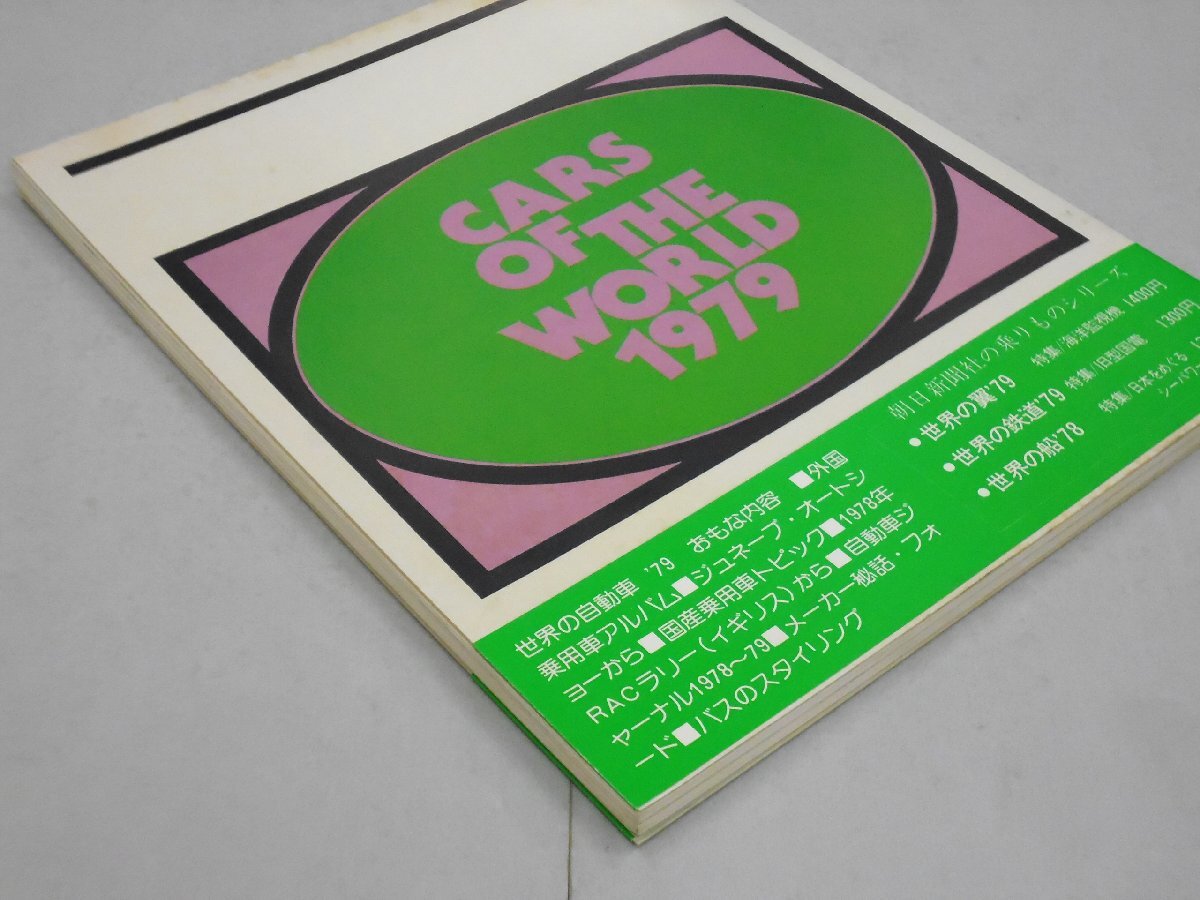 CARS
OF THE
WORLD
1979
朝日新聞社の乗りものシリーズ
●世界の翼'79 特集/海洋監視機 1400円
●世界の鉄道'79 特集/旧型国電 1300円
●世界の船'78 特集/日本をめぐる
シーパワー
世界の自動車 '79 おもな内容 ■外国
乗用車アルバム■ジュネーブ・オートシ
ョーから■国産乗用車トピック■1978年
RACラリー(イギリス)から■自動車ジ
ャーナル1978〜79■メーカー秘話・フォ
ード■バスのスタイリング